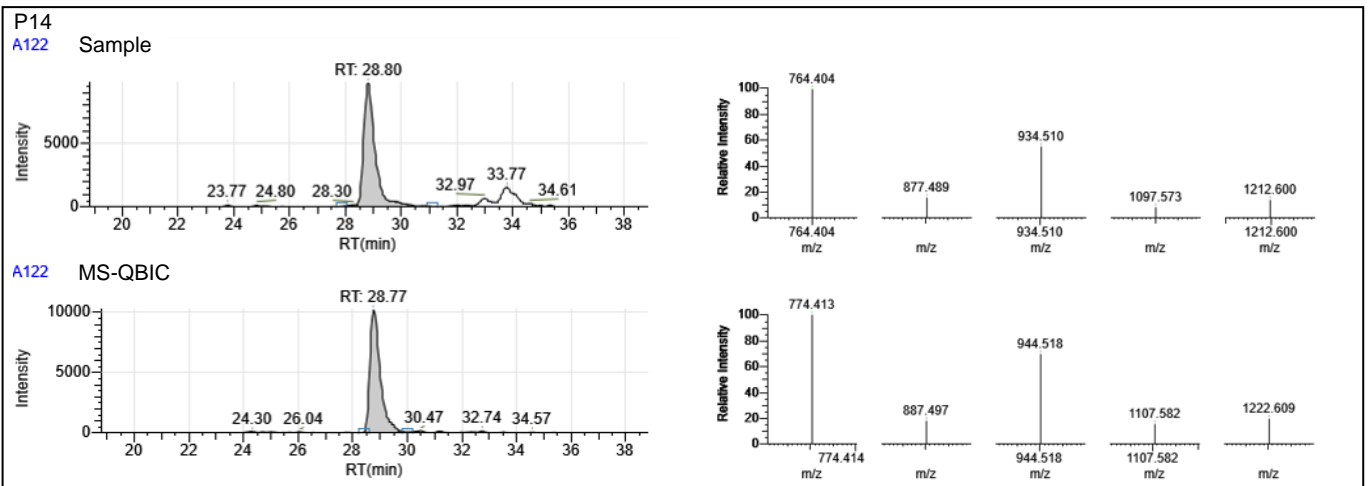 P14
A122 Sample
RT: 28.80
Intensity
5000
0
23.77 24.80 28.30 32.97 33.77 34.61
20 22 24 26 28 30 32 34 36 38
RT(min)
Relative Intensity
100
80
60
40
20
0
764.404
764.404
m/z
877.489
m/z
934.510
934.510
m/z
1097.573
m/z
1212.600
1212.600
m/z
A122 MS-QBIC
RT: 28.77
Intensity
10000
5000
0
24.30 26.04 30.47 32.74 34.57
20 22 24 26 28 30 32 34 36 38
RT(min)
Relative Intensity
100
80
60
40
20
0
774.413
774.414
m/z
887.497
m/z
944.518
944.518
m/z
1107.582
1107.582
m/z
1222.609
m/z